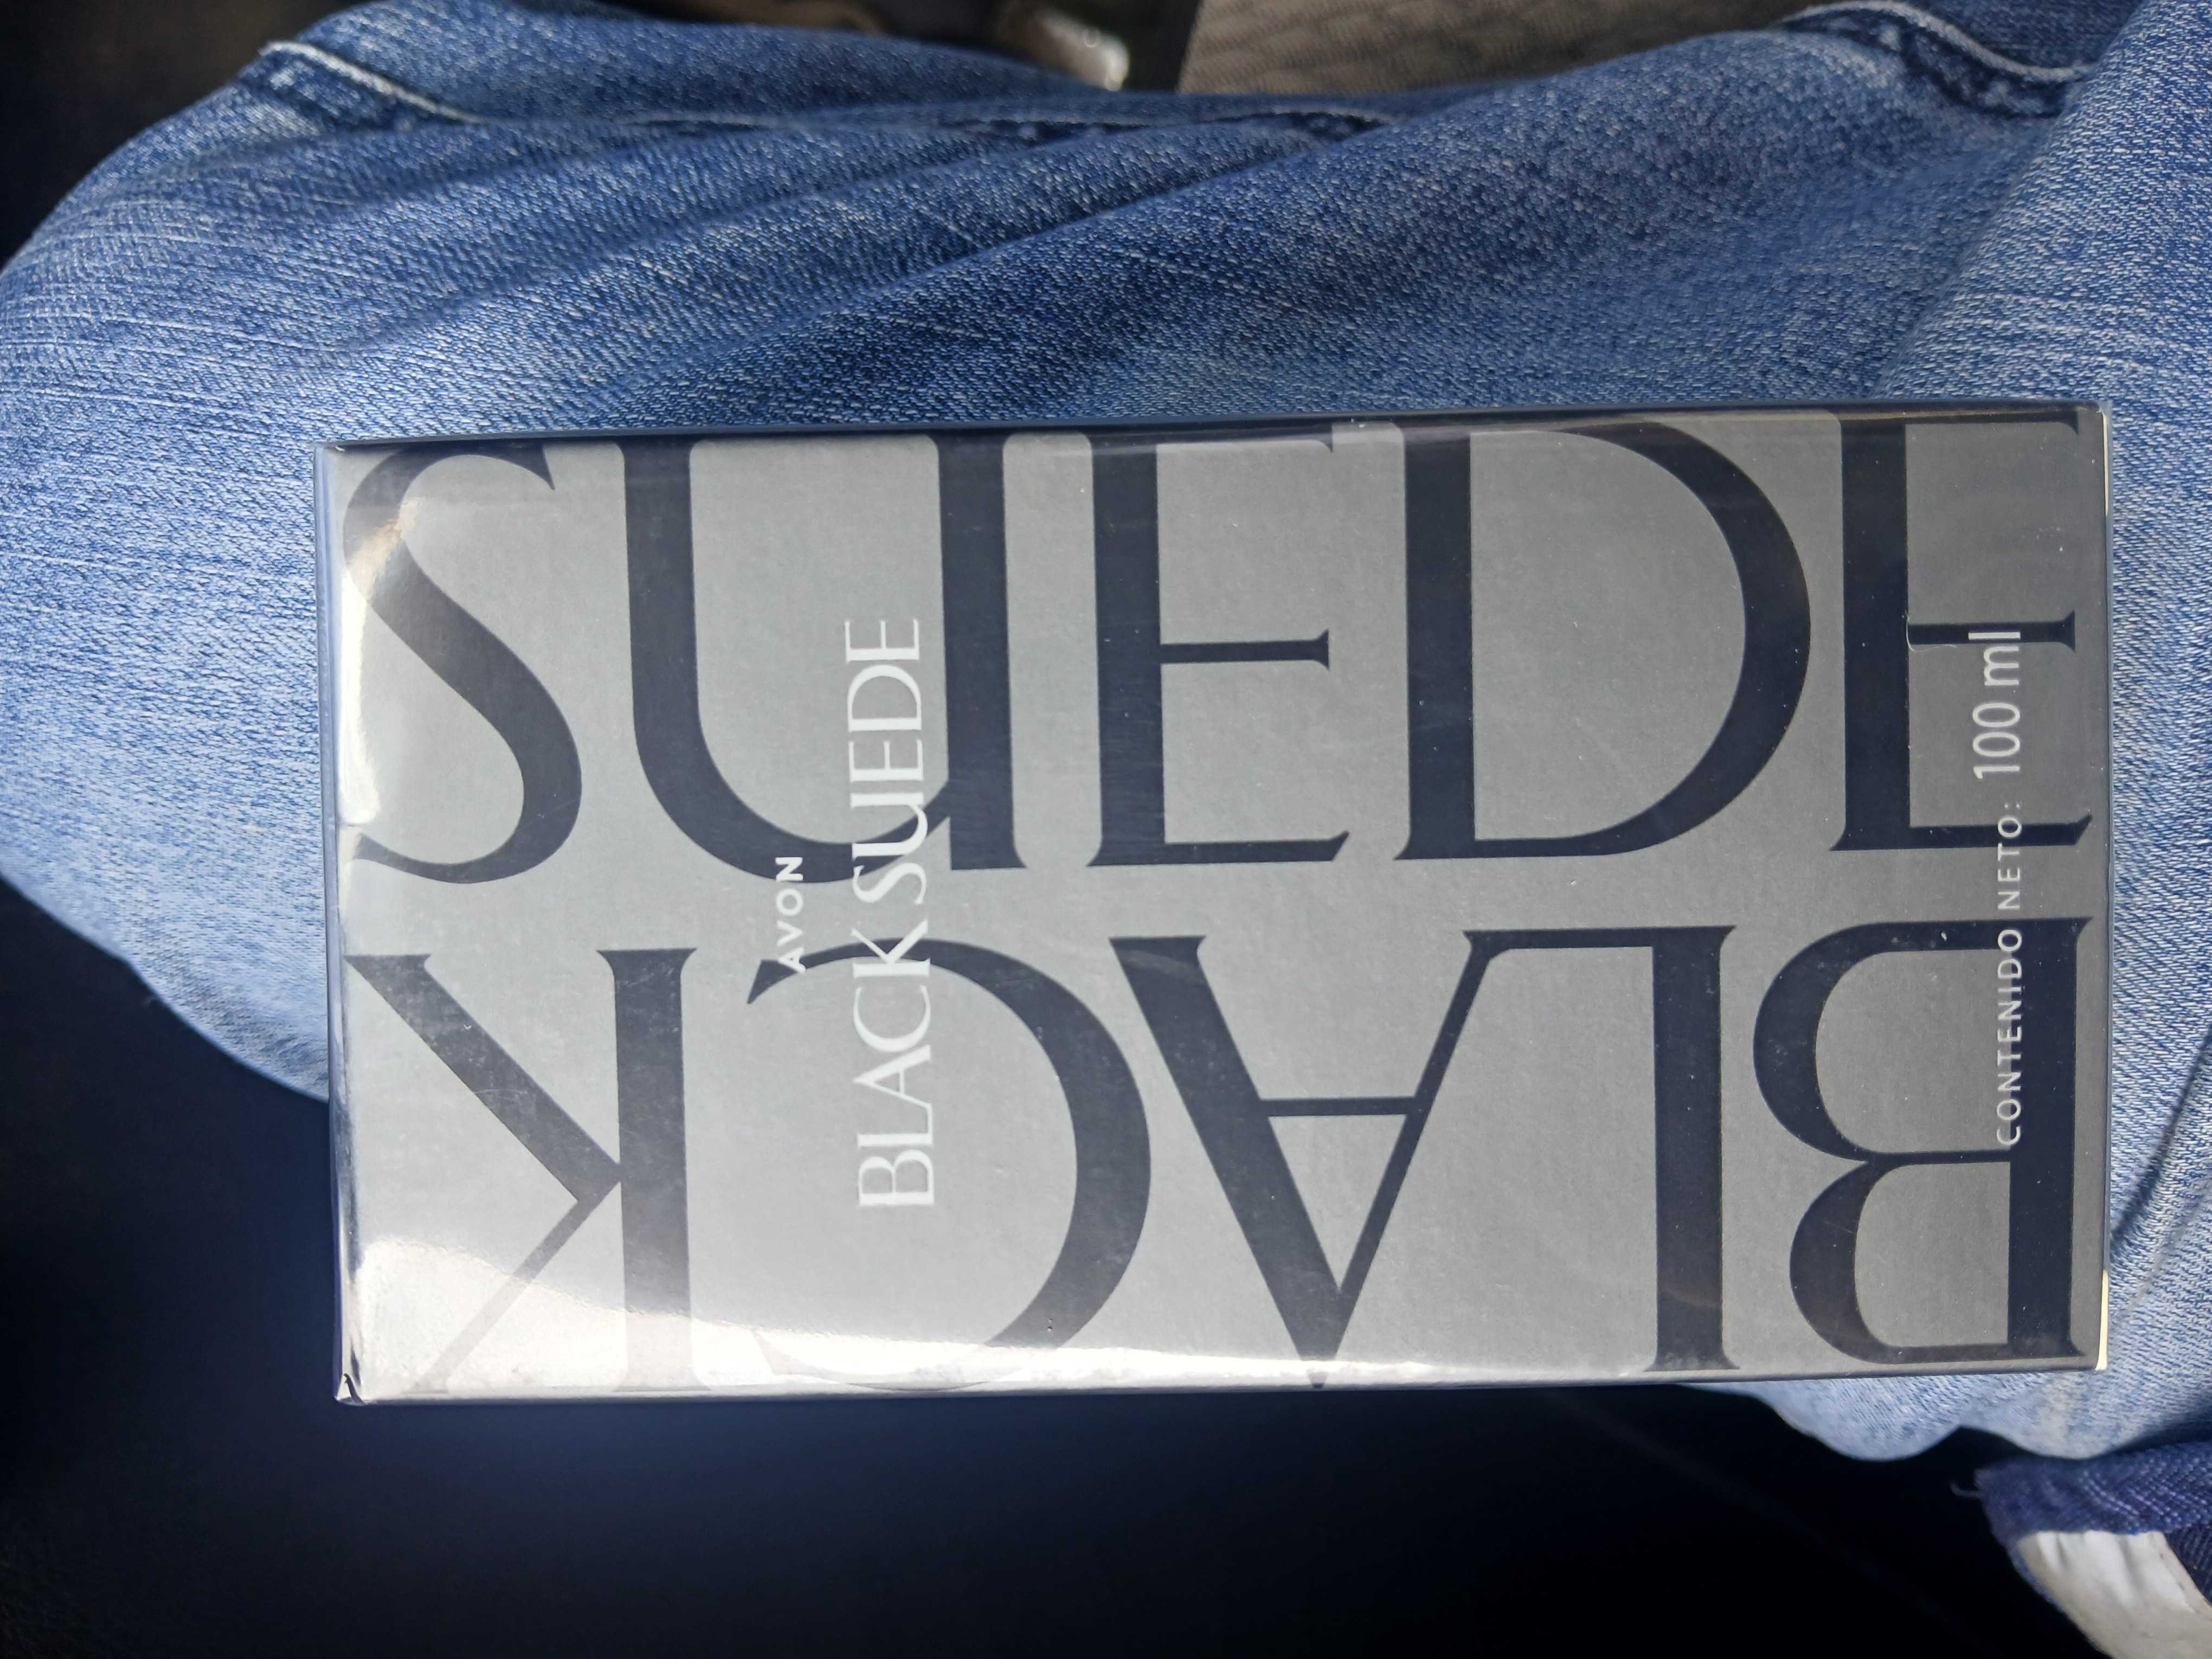 SUEDE
BLACK
AVON
BLACK SUEDE
CONTENIDO NETO: 100 ml